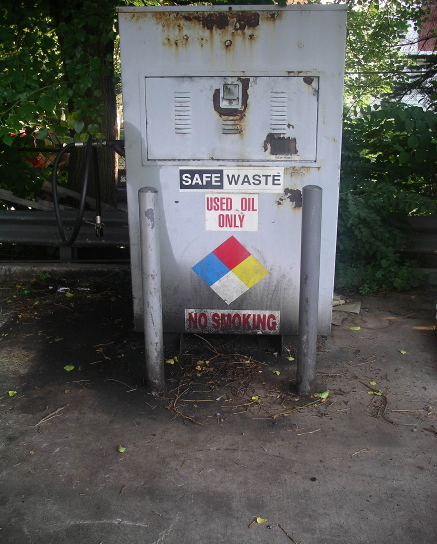 SAFE WASTE
USED OIL
ONLY
NO SMOKING